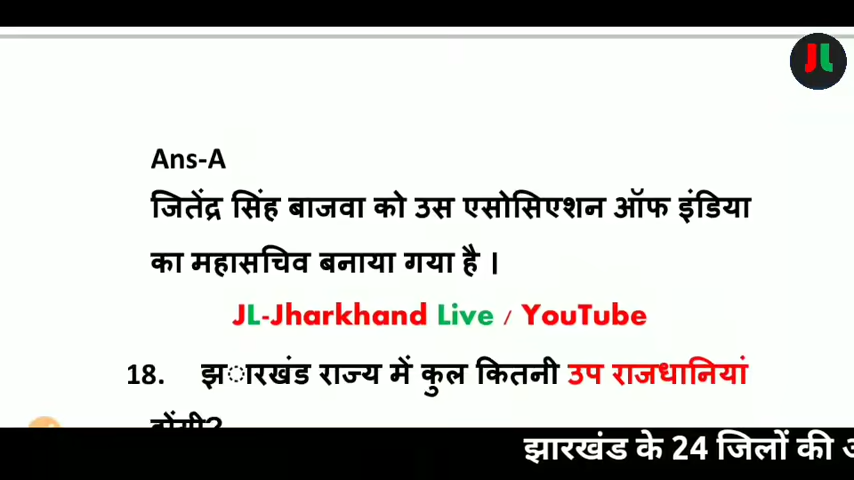 JL
Ans-A
जितेंद्र सिंह बाजवा को उस एसोसिएशन ऑफ इंडिया
का महासचिव बनाया गया है ।
JL-Jharkhand Live / YouTube
18. झारखंड राज्य में कुल कितनी उप राजधानियां
होंगी?
झारखंड के 24 जिलों की